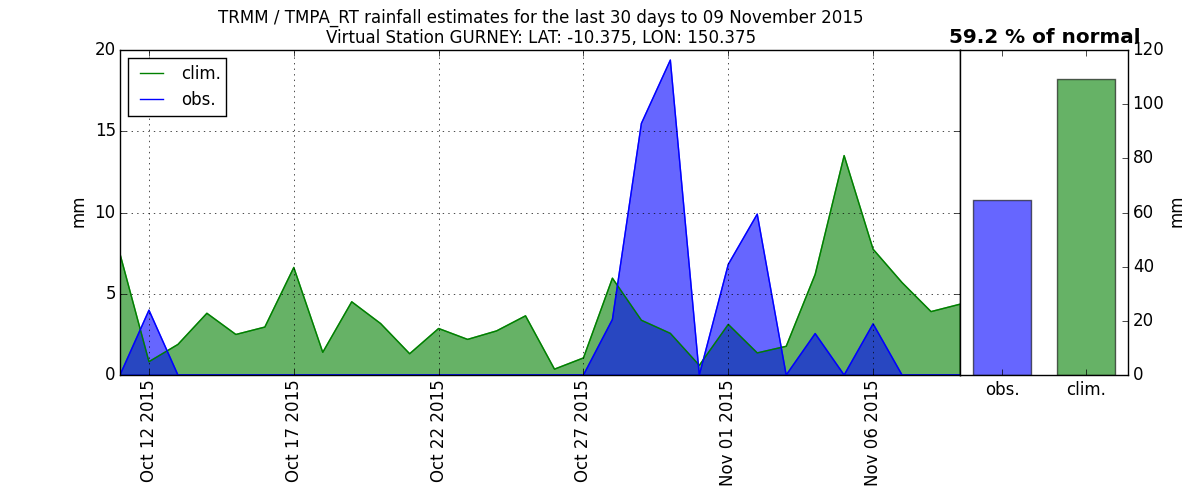 TRMM / TMPA_RT rainfall estimates for the last 30 days to 09 November 2015
Virtual Station GURNEY: LAT: -10.375, LON: 150.375
59.2 % of normal
clim.
obs.
20
15
10
5
0
mm
120
100
80
60
40
20
0
mm
obs.
clim.
Oct 12 2015
Oct 17 2015
Oct 22 2015
Oct 27 2015
Nov 01 2015
Nov 06 2015